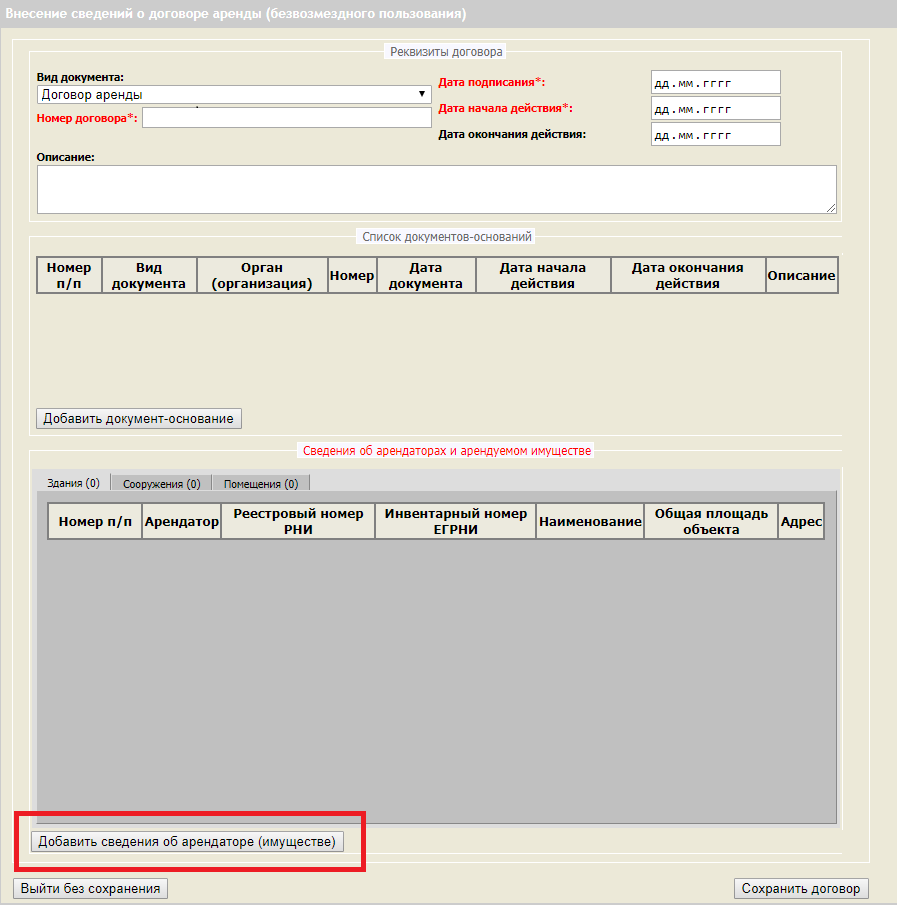 Внесение сведений о договоре аренды (безвозмездного пользования)
Реквизиты договора
Вид документа:
Договор аренды
Номер договора*:
Дата подписания*:
дд.мм.гггг
Дата начала действия*:
дд.мм.гггг
Дата окончания действия:
дд.мм.гггг
Описание:
Список документов-оснований
Номер п/п
Вид документа
Орган (организация)
Номер
Дата документа
Дата начала действия
Дата окончания действия
Описание
Добавить документ-основание
Сведения об арендаторах и арендуемом имуществе
Здания (0) Сооружения (0) Помещения (0)
Номер п/п
Арендатор
Реестровый номер РНИ
Инвентарный номер ЕГРНИ
Наименование
Общая площадь объекта
Адрес
Добавить сведения об арендаторе (имуществе)
Выйти без сохранения
Сохранить договор